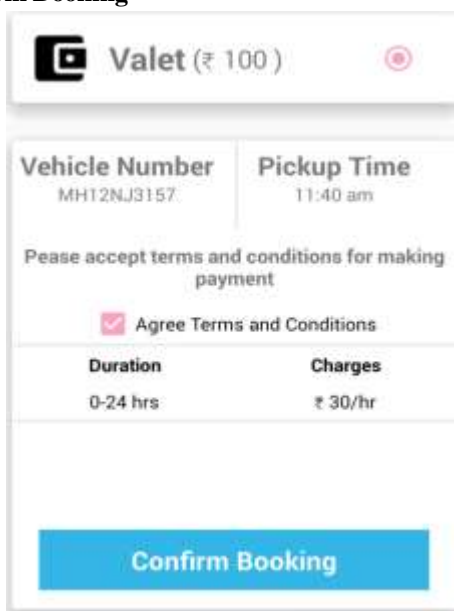 Valet (₹ 100 )
Vehicle Number Pickup Time
MH12NJ3157 11:40 am
Pease accept terms and conditions for making
payment
Agree Terms and Conditions
Duration Charges
0-24 hrs ₹ 30/hr
Confirm Booking